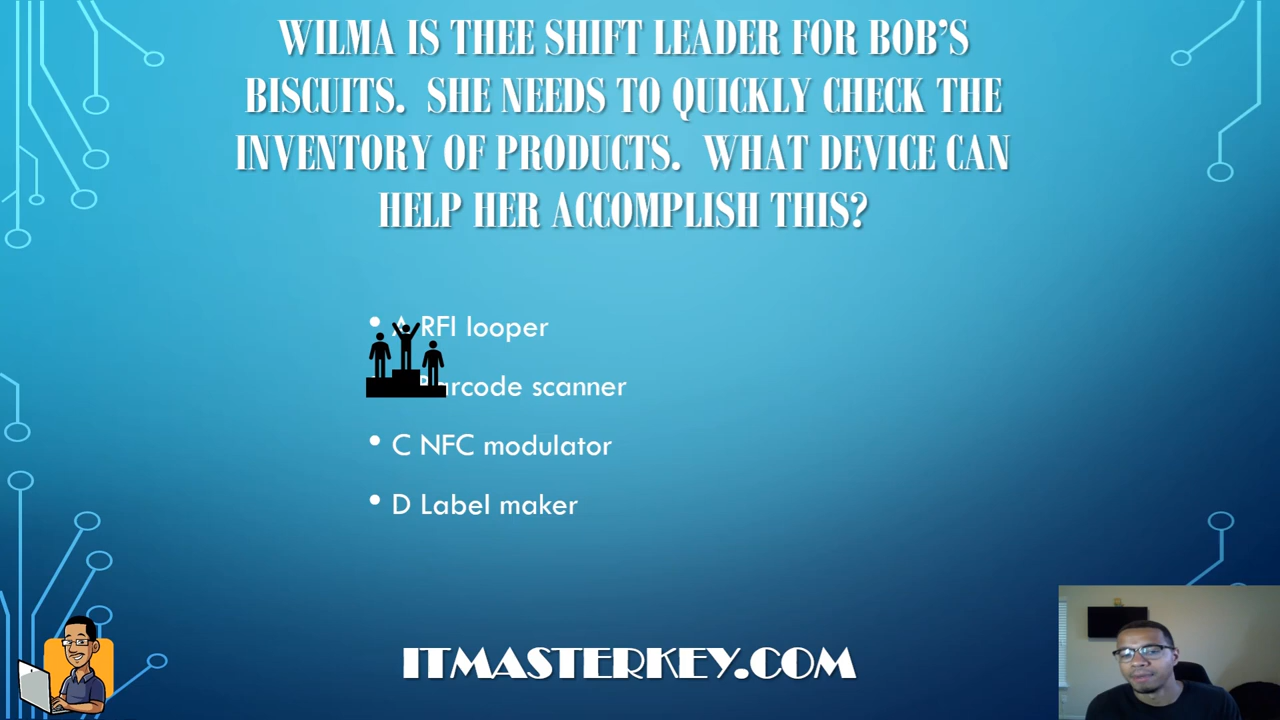 WILMA IS THEE SHIFT LEADER FOR BOB'S
BISCUITS. SHE NEEDS TO QUICKLY CHECK THE
INVENTORY OF PRODUCTS. WHAT DEVICE CAN
HELP HER ACCOMPLISH THIS?
• A RFI looper
Barcode scanner
• C NFC modulator
• D Label maker
ITMASTERKEY.COM